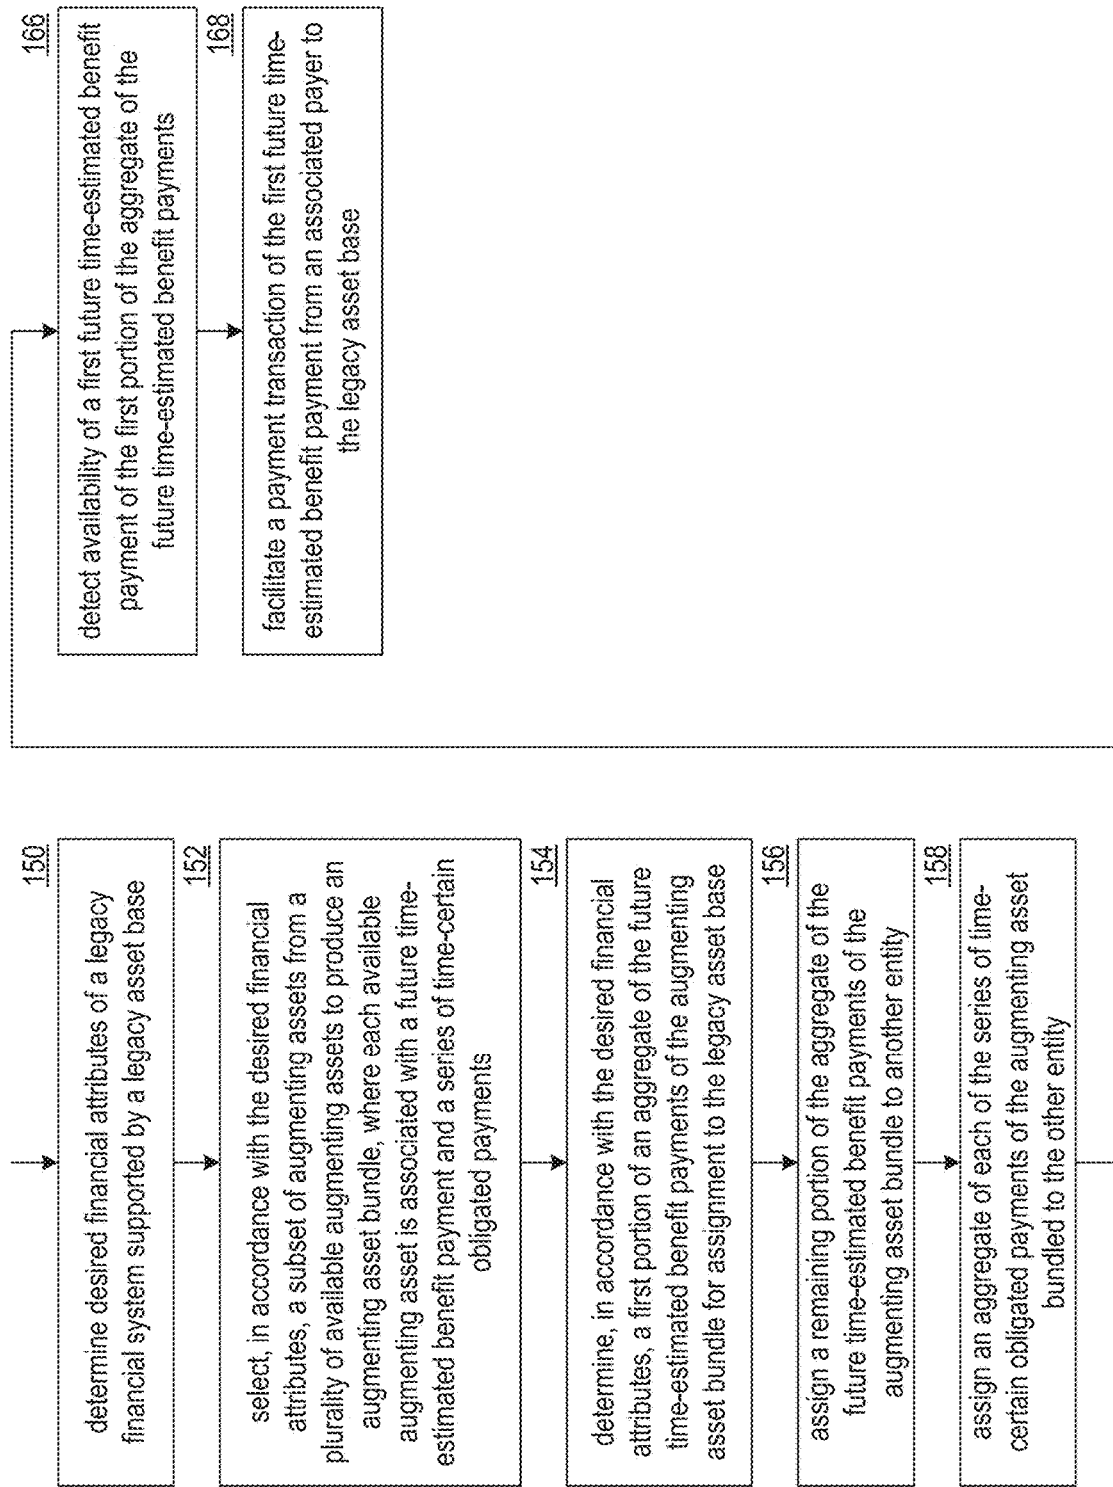 150
determine desired financial attributes of a legacy
financial system supported by a legacy asset base
152
select, in accordance with the desired financial
attributes, a subset of augmenting assets from a
plurality of available augmenting assets to produce an
augmenting asset bundle, where each available
augmenting asset is associated with a future time-
estimated benefit payment and a series of time-certain
obligated payments
154
determine, in accordance with the desired financial
attributes, a first portion of an aggregate of the future
time-estimated benefit payments of the augmenting
asset bundle for assignment to the legacy asset base
156
assign a remaining portion of the aggregate of the
future time-estimated benefit payments of the
augmenting asset bundle to another entity
158
assign an aggregate of each of the series of time-
certain obligated payments of the augmenting asset
bundled to the other entity
166
detect availability of a first future time-estimated benefit
payment of the first portion of the aggregate of the
future time-estimated benefit payments
168
facilitate a payment transaction of the first future time-
estimated benefit payment from an associated payer to
the legacy asset base